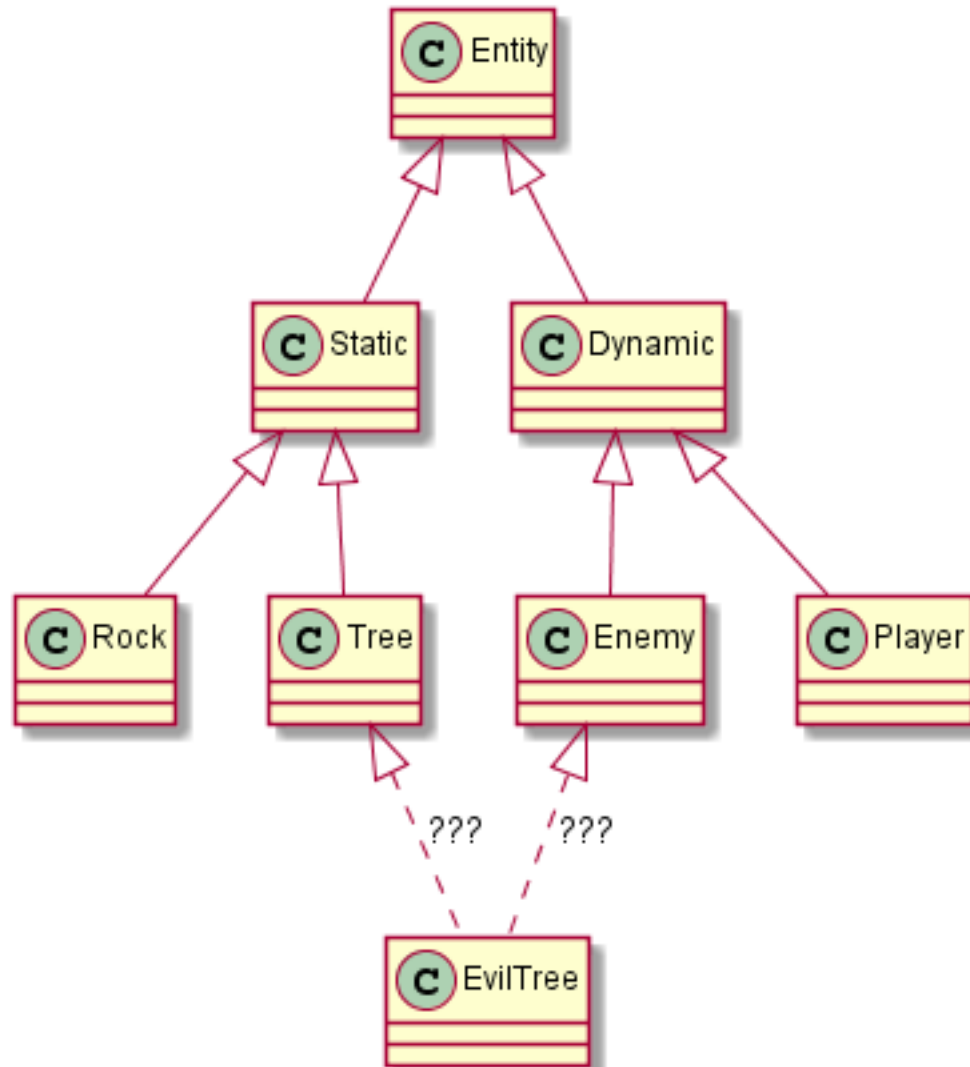 C Entity
C Static
C Dynamic
C Rock
C Tree
C Enemy
C Player
???
???
C EvilTree